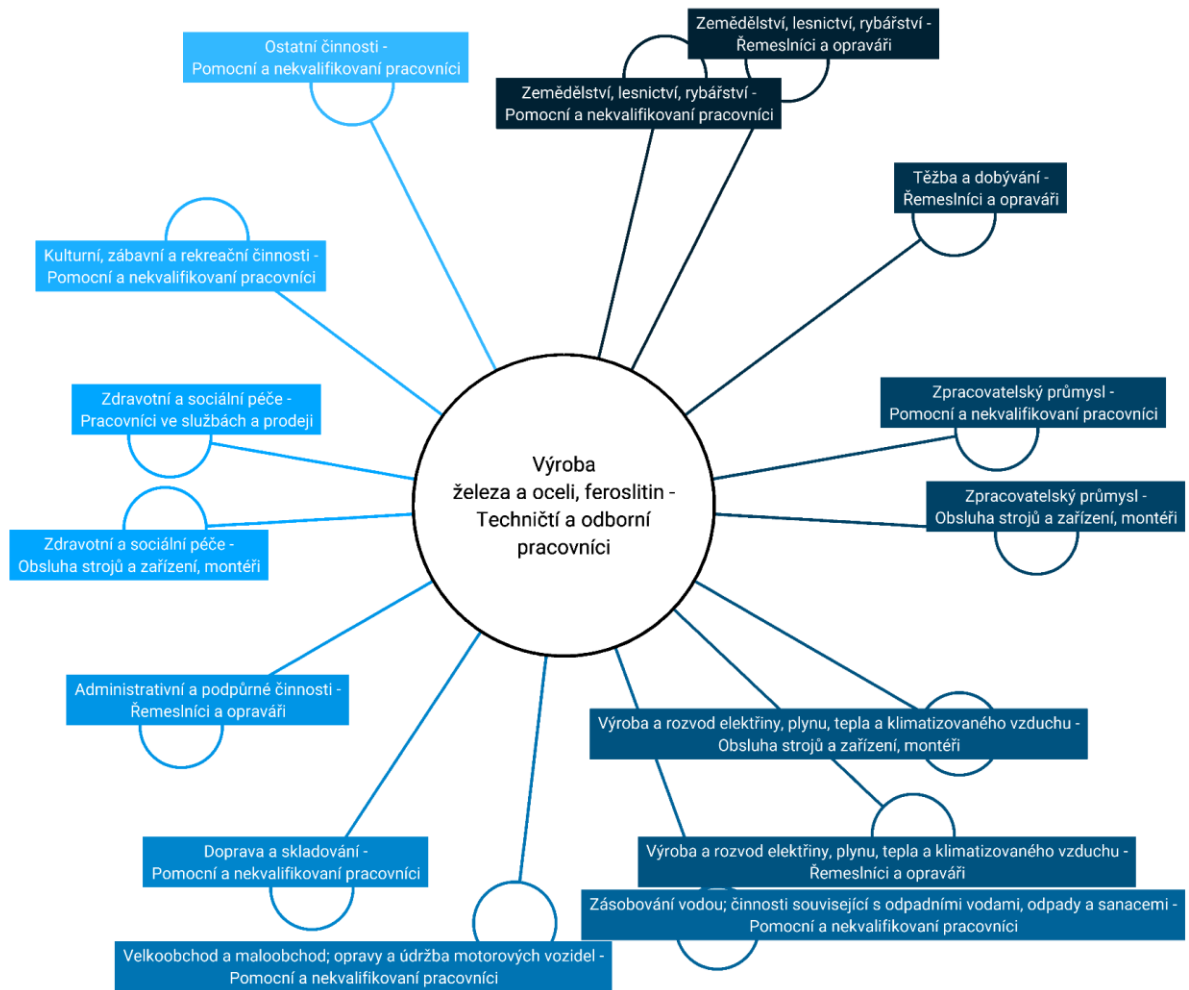 Ostatní činnosti -
Pomocní a nekvalifikovaní pracovníci
Zemědělství, lesnictví, rybářství -
Řemeslníci a opraváři
Zemědělství, lesnictví, rybářství -
Pomocní a nekvalifikovaní pracovníci
Těžba a dobývání -
Řemeslníci a opraváři
Kulturní, zábavní a rekreační činnosti -
Pomocní a nekvalifikovaní pracovníci
Zpracovatelský průmysl -
Pomocní a nekvalifikovaní pracovníci
Zdravotní a sociální péče -
Pracovníci ve službách a prodeji
Výroba
železa a oceli, feroslitin -
Techničtí a odborní
pracovníci
Zpracovatelský průmysl -
Obsluha strojů a zařízení, montéři
Zdravotní a sociální péče -
Obsluha strojů a zařízení, montéři
Administrativní a podpůrné činnosti -
Řemeslníci a opraváři
Výroba a rozvod elektřiny, plynu, tepla a klimatizovaného vzduchu -
Obsluha strojů a zařízení, montéři
Doprava a skladování -
Pomocní a nekvalifikovaní pracovníci
Výroba a rozvod elektřiny, plynu, tepla a klimatizovaného vzduchu -
Řemeslníci a opraváři
Zásobování vodou; činnosti související s odpadními vodami, odpady a sanacemi -
Pomocní a nekvalifikovaní pracovníci
Velkoobchod a maloobchod; opravy a údržba motorových vozidel -
Pomocní a nekvalifikovaní pracovníci